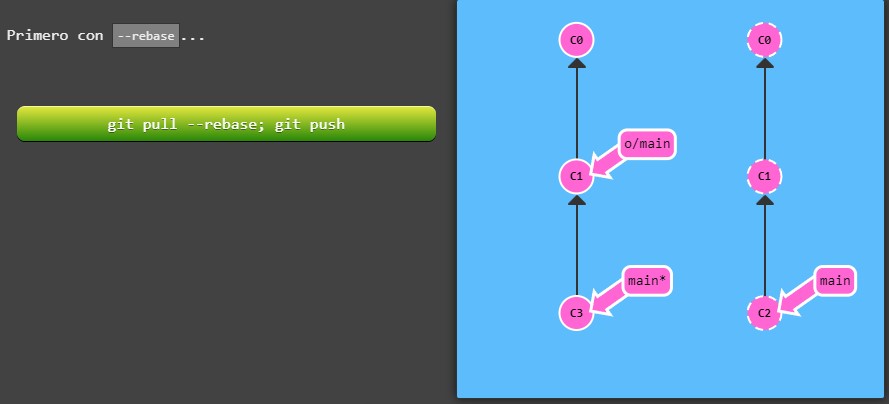 Primero con --rebase...
git pull --rebase; git push
C0
C0
o/main
C1
C1
main*
main
C3
C2